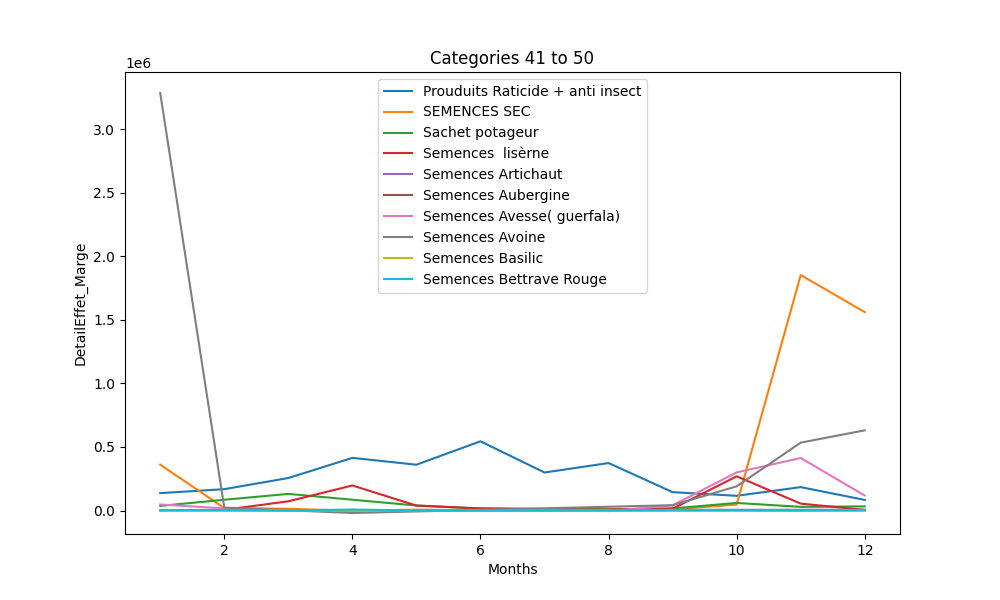 Categories 41 to 50
1e6
Prouduits Raticide + anti insect
SEMENCES SEC
Sachet potageur
Semences  lisèrne
Semences Artichaut
Semences Aubergine
Semences Avesse( guerfala)
Semences Avoine
Semences Basilic
Semences Bettrave Rouge
DetailEffet_Marge
3.0
2.5
2.0
1.5
1.0
0.5
0.0
2 4 6 8 10 12
Months